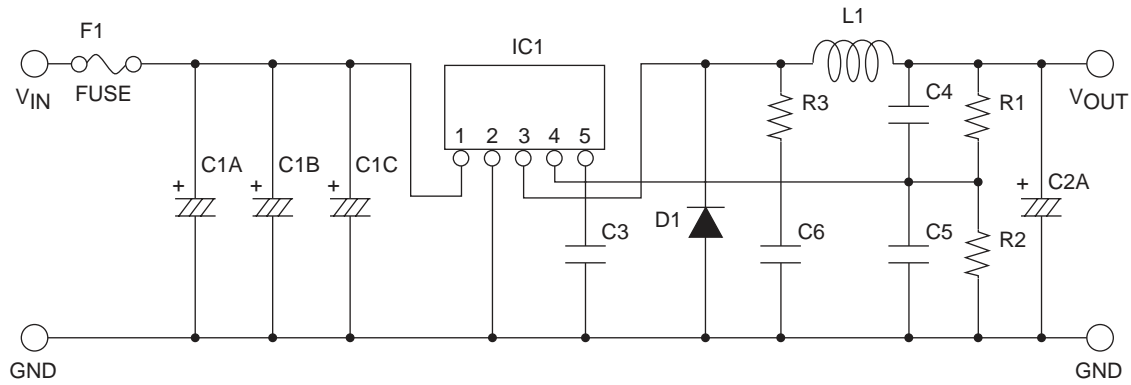 F1
L1
IC1
VIN
FUSE
VOUT
C4
R1
R3
1 2 3 4 5
C1A
C1B
C1C
+
+
+
+
C2A
D1
C3
C6
C5
R2
GND
GND